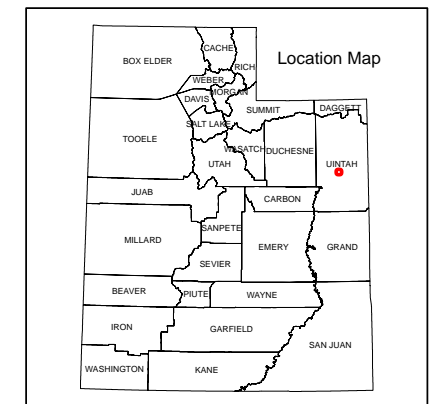 Location Map
CACHE
BOX ELDER
RICH
WEBER
MORGAN
DAVIS
SUMMIT
DAGGETT
SALT LAKE
TOOELE
WASATCH
DUCHESNE
UTAH
UINTAH
JUAB
CARBON
SANPETE
MILLARD
EMERY
GRAND
SEVIER
BEAVER
PIUTE
WAYNE
IRON
GARFIELD
SAN JUAN
WASHINGTON
KANE